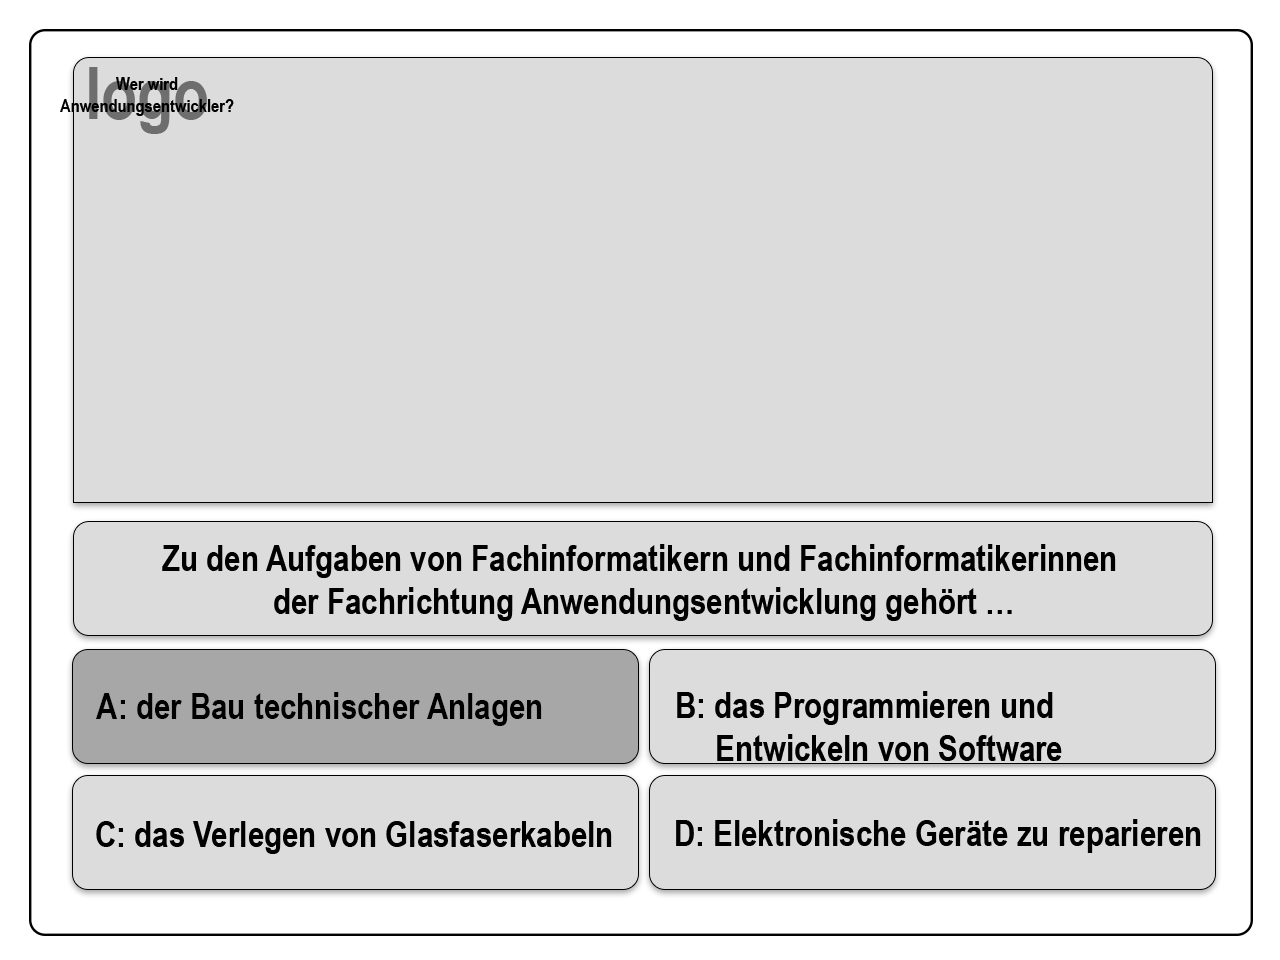 logo
Wer wird
Anwendungsentwickler?
Zu den Aufgaben von Fachinformatikern und Fachinformatikerinnen
der Fachrichtung Anwendungsentwicklung gehört …
A: der Bau technischer Anlagen
B: das Programmieren und
Entwickeln von Software
C: das Verlegen von Glasfaserkabeln
D: Elektronische Geräte zu reparieren